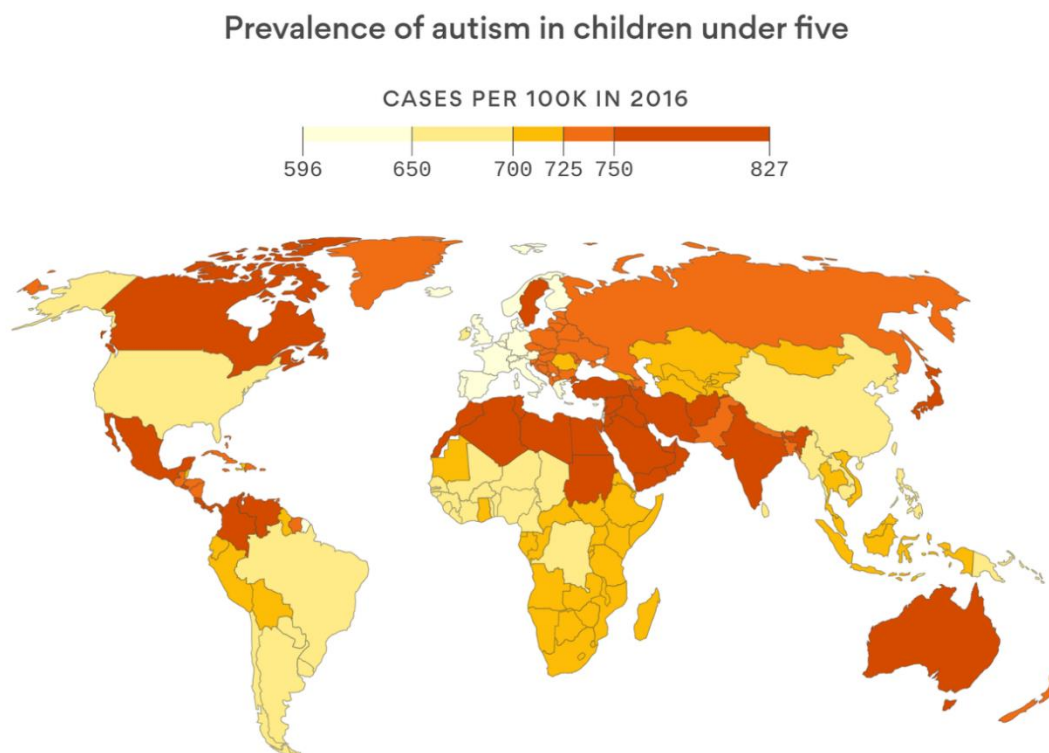 Prevalence of autism in children under five
CASES PER 100K IN 2016
596 650 700 725 750 827